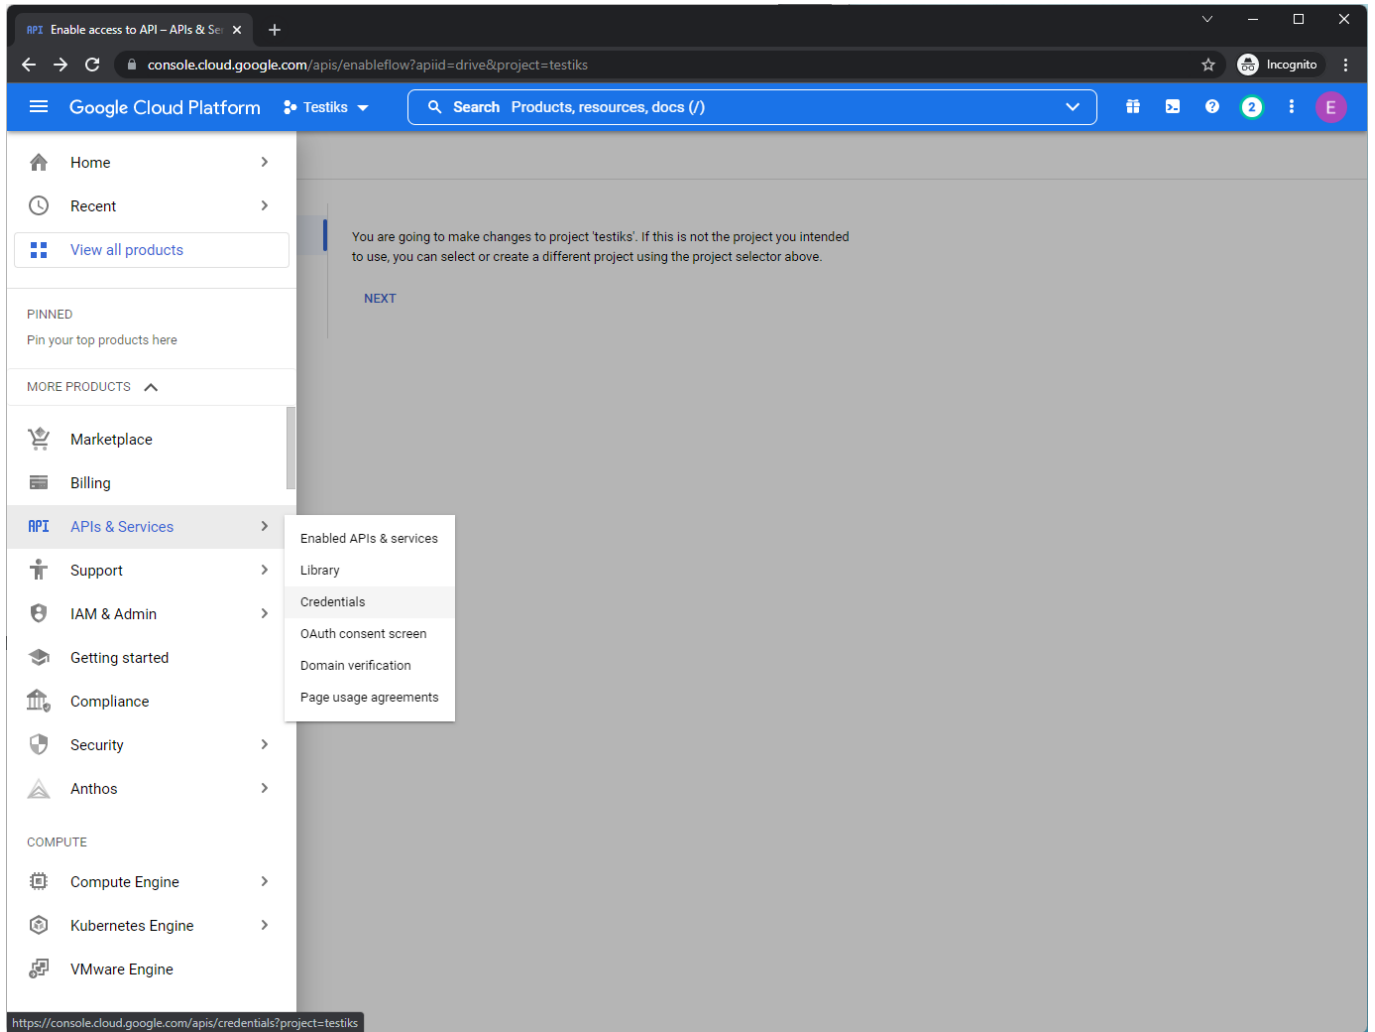 API Enable access to API – APIs & Ser
console.cloud.google.com/apis/enableflow?apiid=drive&project=testiks
Incognito
Google Cloud Platform
Testiks
Search Products, resources, docs (/)
2
E
Home
Recent
View all products
You are going to make changes to project 'testiks'. If this is not the project you intended
to use, you can select or create a different project using the project selector above.
NEXT
PINNED
Pin your top products here
MORE PRODUCTS
Marketplace
Billing
API APIs & Services
Enabled APIs & services
Library
Credentials
OAuth consent screen
Domain verification
Page usage agreements
Support
IAM & Admin
Getting started
Compliance
Security
Anthos
COMPUTE
Compute Engine
Kubernetes Engine
VMware Engine
https://console.cloud.google.com/apis/credentials?project=testiks